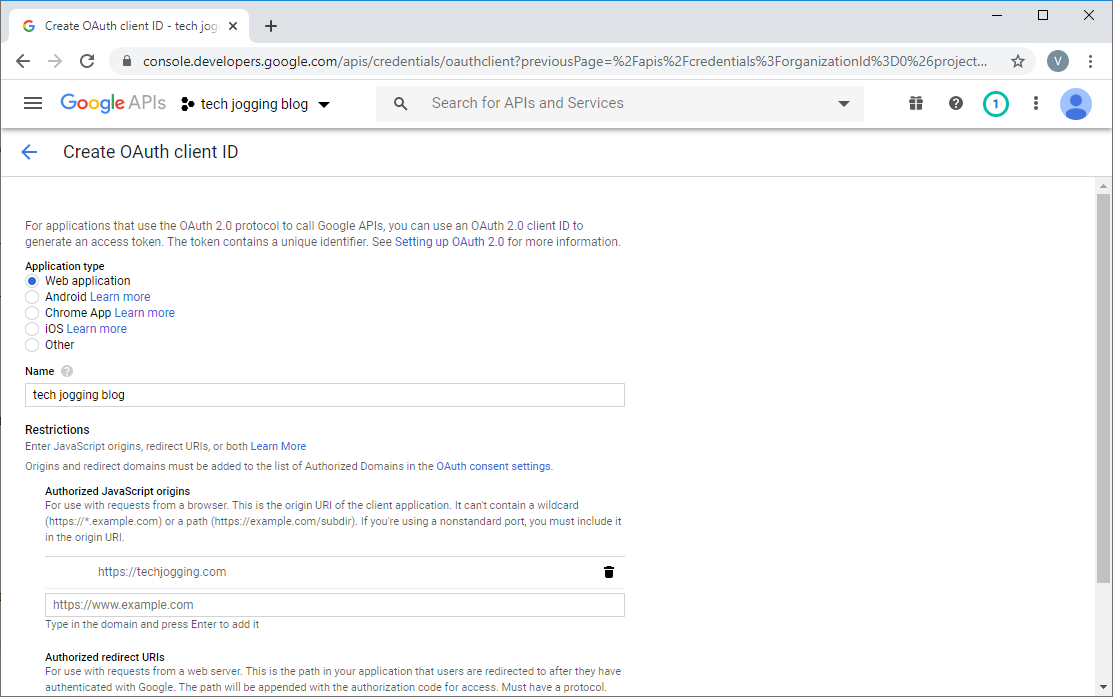 Create OAuth client ID - tech jog
console.developers.google.com/apis/credentials/oauthclient?previousPage=%2Fapis%2Fcredentials%3ForganizationId%3D0%26project...
V
Google APIs
tech jogging blog
Search for APIs and Services
1
Create OAuth client ID
For applications that use the OAuth 2.0 protocol to call Google APIs, you can use an OAuth 2.0 client ID to
generate an access token. The token contains a unique identifier. See Setting up OAuth 2.0 for more information.
Application type
Web application
Android Learn more
Chrome App Learn more
iOS Learn more
Other
Name ?
tech jogging blog
Restrictions
Enter JavaScript origins, redirect URIs, or both Learn More
Origins and redirect domains must be added to the list of Authorized Domains in the OAuth consent settings.
Authorized JavaScript origins
For use with requests from a browser. This is the origin URI of the client application. It can't contain a wildcard
(https://*.example.com) or a path (https://example.com/subdir). If you're using a nonstandard port, you must include it
in the origin URI.
https://techjogging.com
https://www.example.com
Type in the domain and press Enter to add it
Authorized redirect URIs
For use with requests from a web server. This is the path in your application that users are redirected to after they have
authenticated with Google. The path will be appended with the authorization code for access. Must have a protocol.